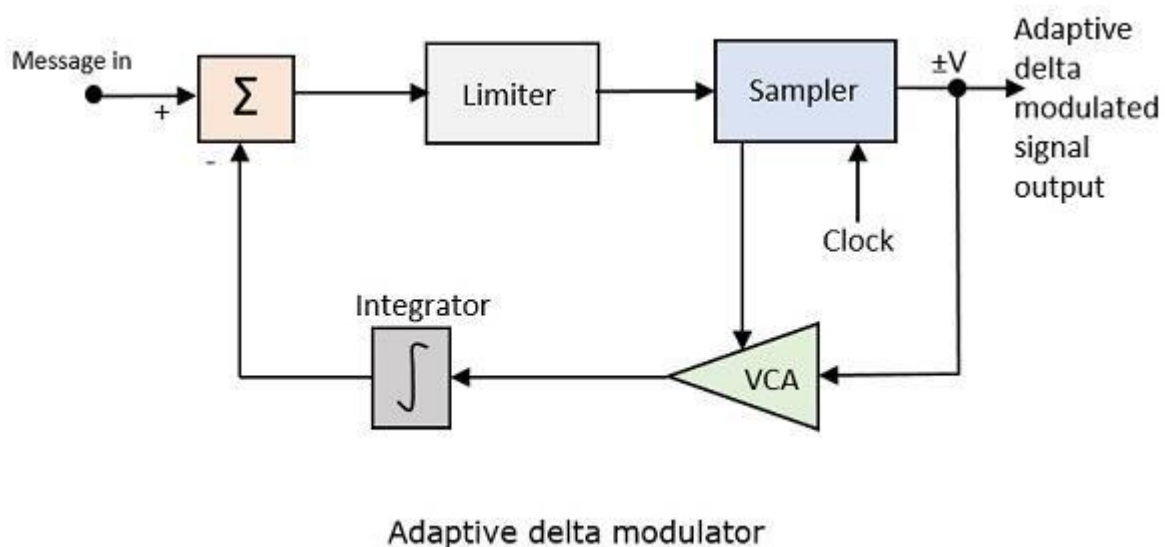 Message in
+
-
Σ
Limiter
Sampler
±V
Adaptive
delta
modulated
signal
output
Clock
Integrator
∫
VCA
Adaptive delta modulator